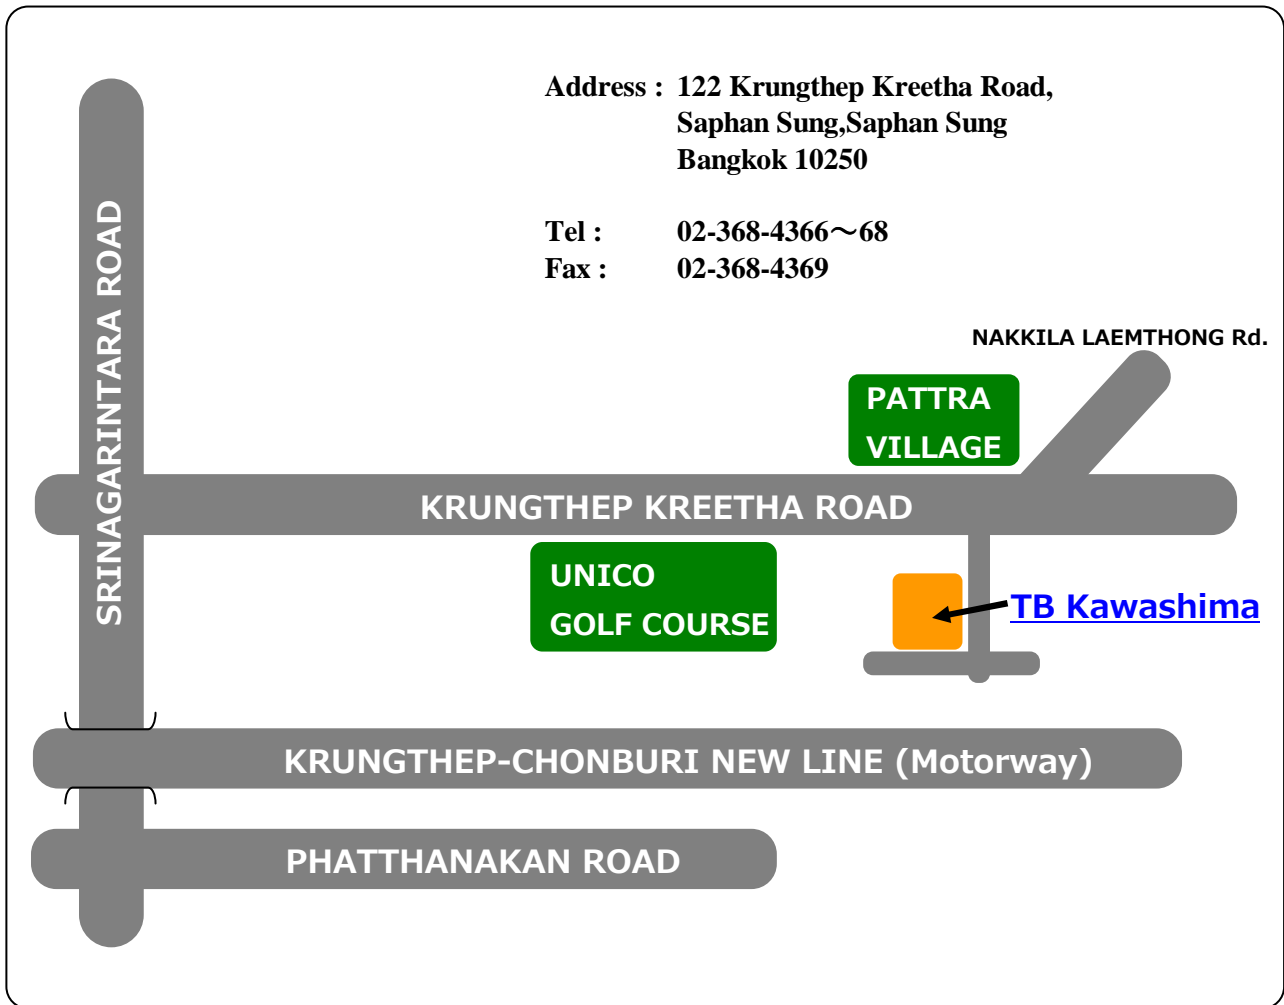 Address : 122 Krungthep Kreetha Road,
Saphan Sung,Saphan Sung
Bangkok 10250
Tel : 02-368-4366～68
Fax : 02-368-4369
NAKKILA LAEMTHONG Rd.
SRINAGARINTARA ROAD
PATTRA
VILLAGE
KRUNGTHEP KREETHA ROAD
UNICO
GOLF COURSE
TB Kawashima
KRUNGTHEP-CHONBURI NEW LINE (Motorway)
PHATTHANAKAN ROAD